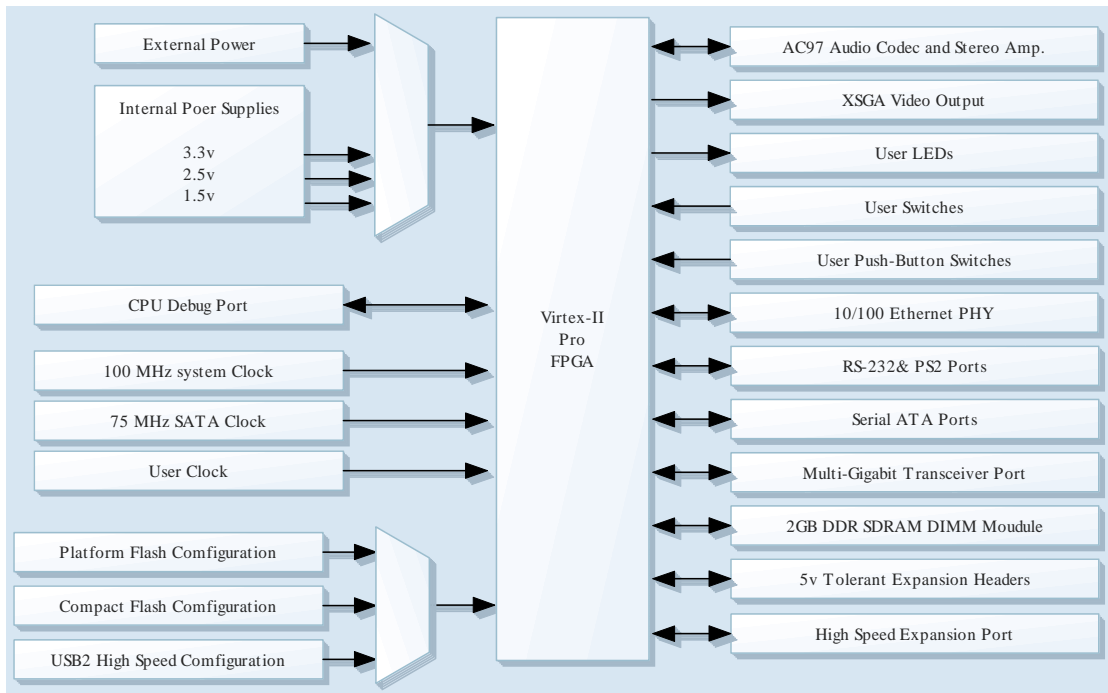 External Power
Internal Poer Supplies
3.3v
2.5v
1.5v
CPU Debug Port
100 MHz system Clock
75 MHz SATA Clock
User Clock
Platform Flash Comfiguration
Compact Flash Comfiguration
USB2 High Speed Comfiguration
Virtex-II
Pro
FPGA
AC97 Audio Codec and Stereo Amp.
XSGA Video Output
User LEDs
User Switches
User Push-Button Switches
10/100 Ethernet PHY
RS-232& PS2 Ports
Serial ATA Ports
Multi-Gigabit Transceiver Port
2GB DDR SDRAM DIMM Moudule
5v Tolerant Expansion Headers
High Speed Expansion Port